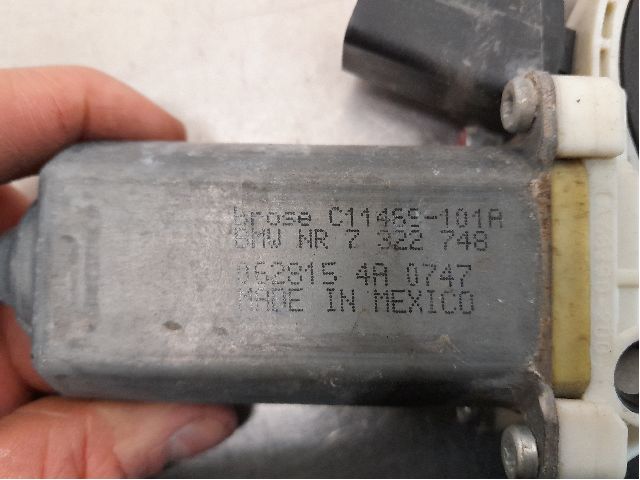 brose C11469-101A
BMW NR 7 322 748
062815 4A 0747
MADE IN MEXICO